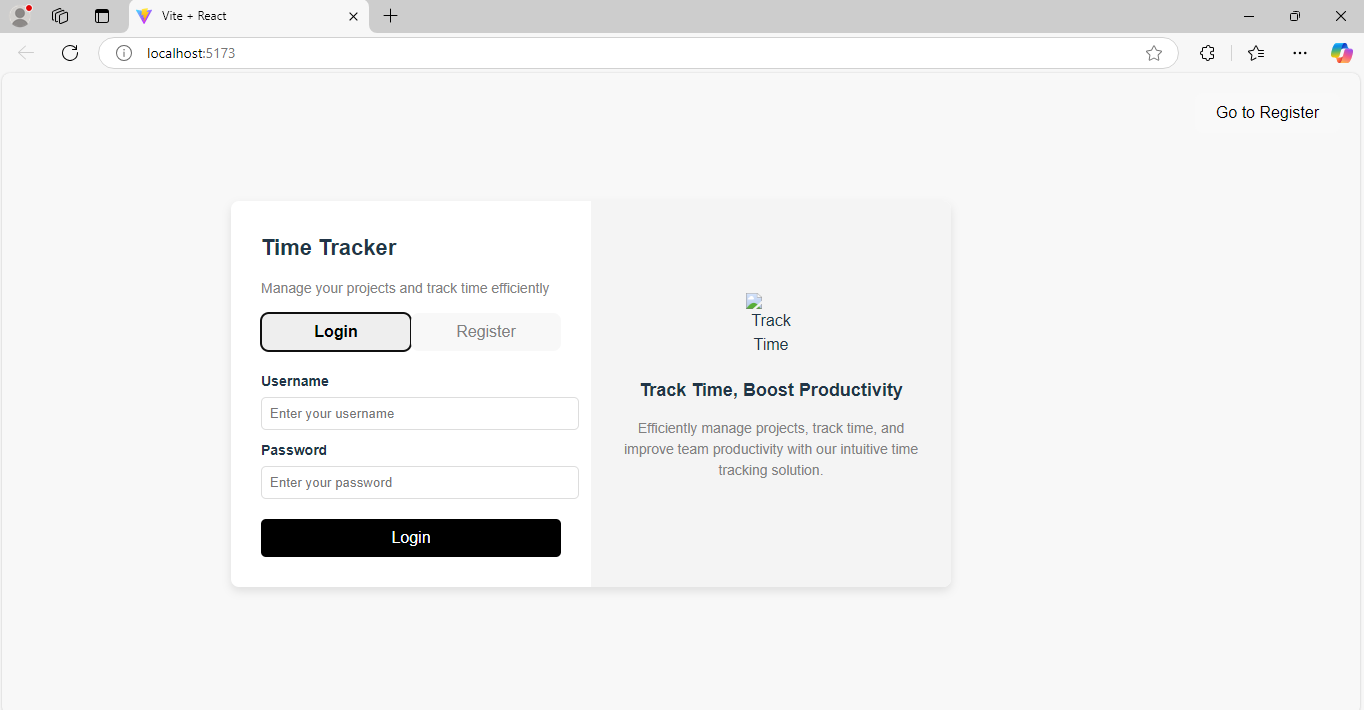 Vite + React
localhost:5173
Go to Register
Time Tracker
Manage your projects and track time efficiently
Login
Register
Username
Enter your username
Password
Enter your password
Login
Track
Time
Track Time, Boost Productivity
Efficiently manage projects, track time, and
improve team productivity with our intuitive time
tracking solution.